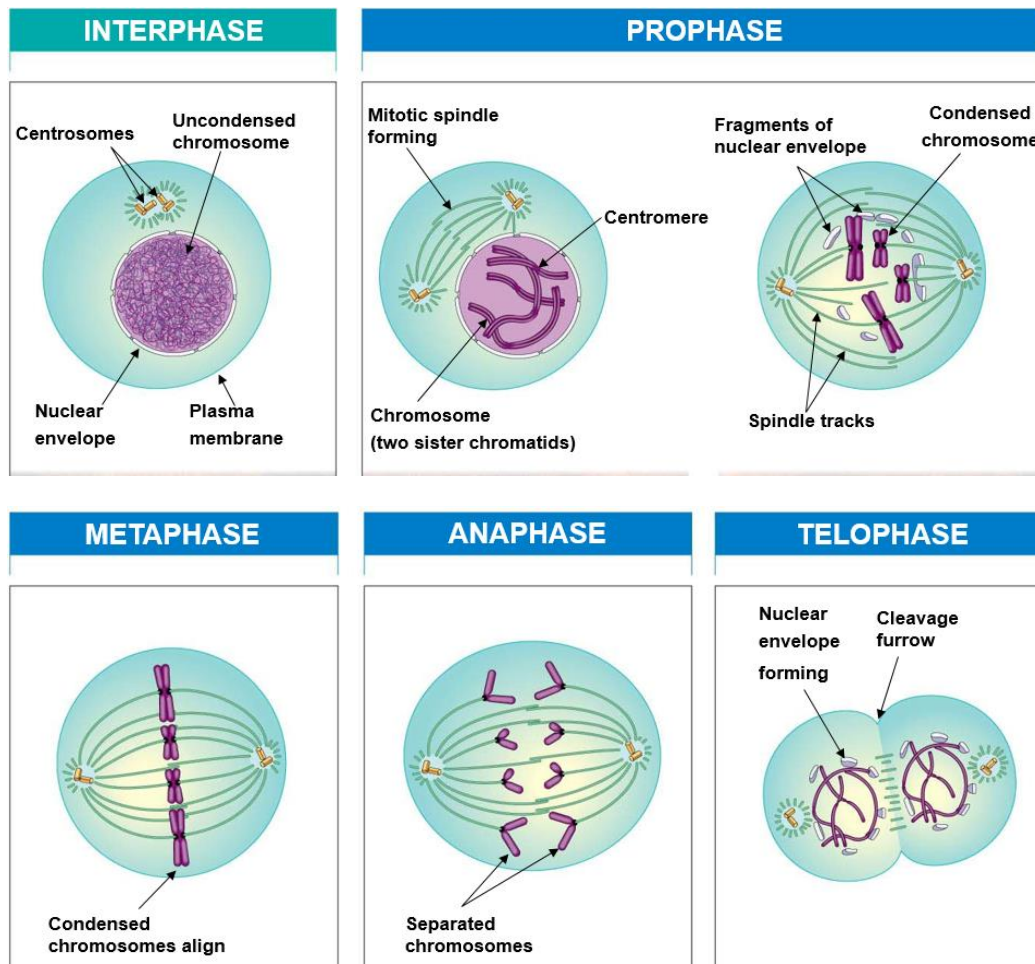 INTERPHASE
PROPHASE
Centrosomes
Uncondensed
chromosome
Nuclear
envelope
Plasma
membrane
Mitotic spindle
forming
Centromere
Chromosome
(two sister chromatids)
Fragments of
nuclear envelope
Condensed
chromosome
Spindle tracks
METAPHASE
ANAPHASE
TELOPHASE
Condensed
chromosomes align
Separated
chromosomes
Nuclear
envelope
forming
Cleavage
furrow